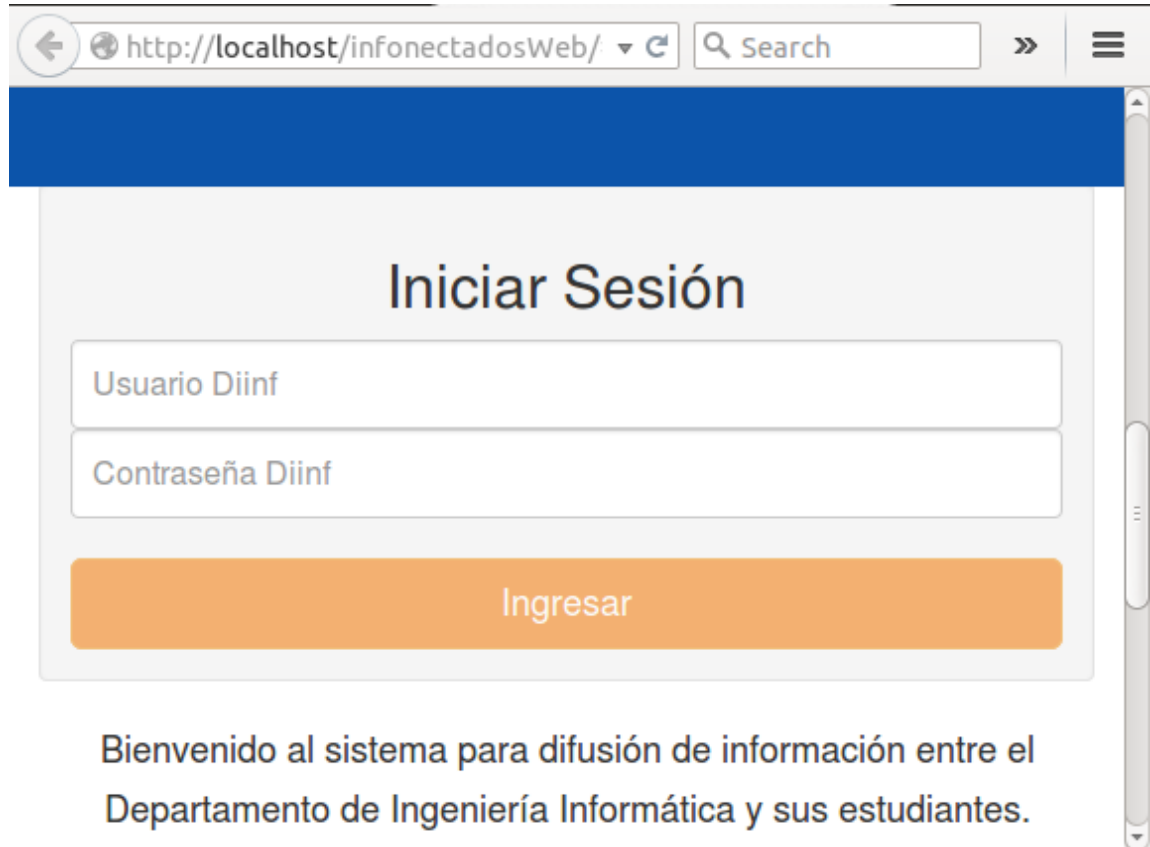 http://localhost/infonectadosWeb/
Search
Iniciar Sesión
Usuario Diinf
Contraseña Diinf
Ingresar
Bienvenido al sistema para difusión de información entre el
Departamento de Ingeniería Informática y sus estudiantes.